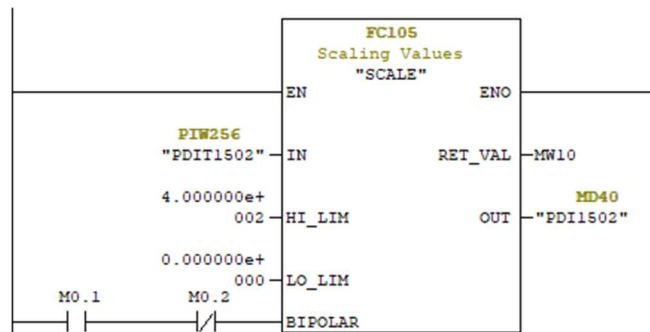 FC105
Scaling Values
"SCALE"
EN ENO
PIW256
"PDIT1502" IN RET_VAL MW10
4.000000e+ MD40
002 HI_LIM OUT "PDI1502"
0.000000e+
000 LO_LIM
M0.1 M0.2
BIPOLAR